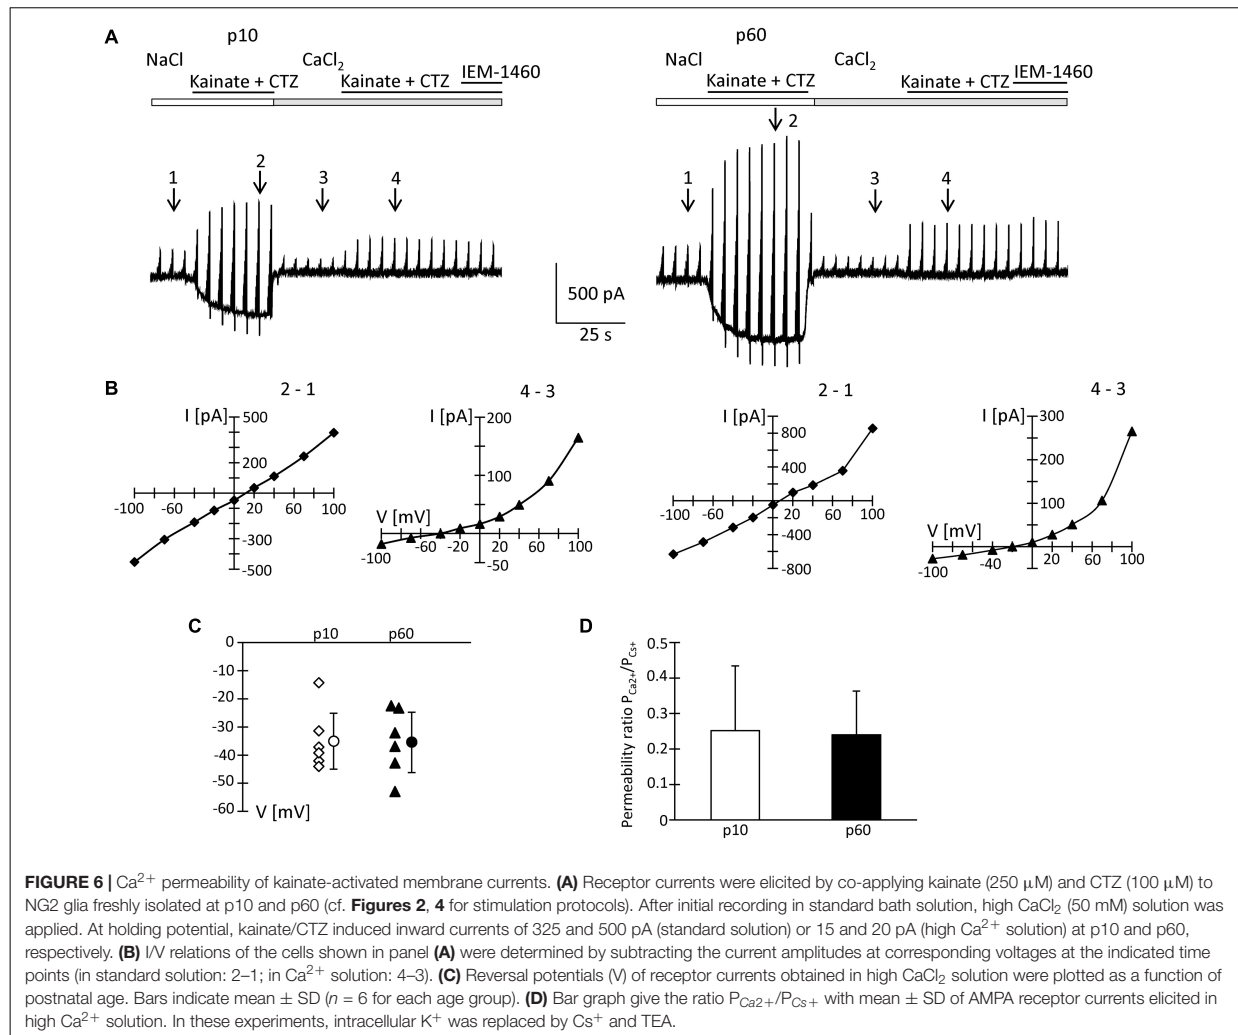 A
p10
NaCl
CaCl2
IEM-1460
Kainate + CTZ
Kainate + CTZ
1
2
3
4
p60
NaCl
CaCl2
IEM-1460
Kainate + CTZ
Kainate + CTZ
1
2
3
4
500 pA
25 s
B
2 - 1
I [pA]
500
200
-100
-60
20
60
100
-300
-500
4 - 3
I [pA]
200
100
V [mV]
-100
-60
-20
20
60
100
-50
2 - 1
I [pA]
800
400
-100
-60
20
60
100
-400
-800
4 - 3
I [pA]
300
200
100
V [mV]
-100
-40
20
60
100
C
p10
p60
0
-10
-20
-30
-40
-50
-60
V [mV]
D
Permeability ratio PCa2+/PCs+
0.5
0.4
0.3
0.2
0.1
0
p10
p60
FIGURE 6 | Ca2+ permeability of kainate-activated membrane currents. (A) Receptor currents were elicited by co-applying kainate (250 μM) and CTZ (100 μM) to
NG2 glia freshly isolated at p10 and p60 (cf. Figures 2, 4 for stimulation protocols). After initial recording in standard bath solution, high CaCl2 (50 mM) solution was
applied. At holding potential, kainate/CTZ induced inward currents of 325 and 500 pA (standard solution) or 15 and 20 pA (high Ca2+ solution) at p10 and p60,
respectively. (B) I/V relations of the cells shown in panel (A) were determined by subtracting the current amplitudes at corresponding voltages at the indicated time
points (in standard solution: 2–1; in Ca2+ solution: 4–3). (C) Reversal potentials (V) of receptor currents obtained in high CaCl2 solution were plotted as a function of
postnatal age. Bars indicate mean ± SD (n = 6 for each age group). (D) Bar graph give the ratio PCa2+/PCs+ with mean ± SD of AMPA receptor currents elicited in
high Ca2+ solution. In these experiments, intracellular K+ was replaced by Cs+ and TEA.